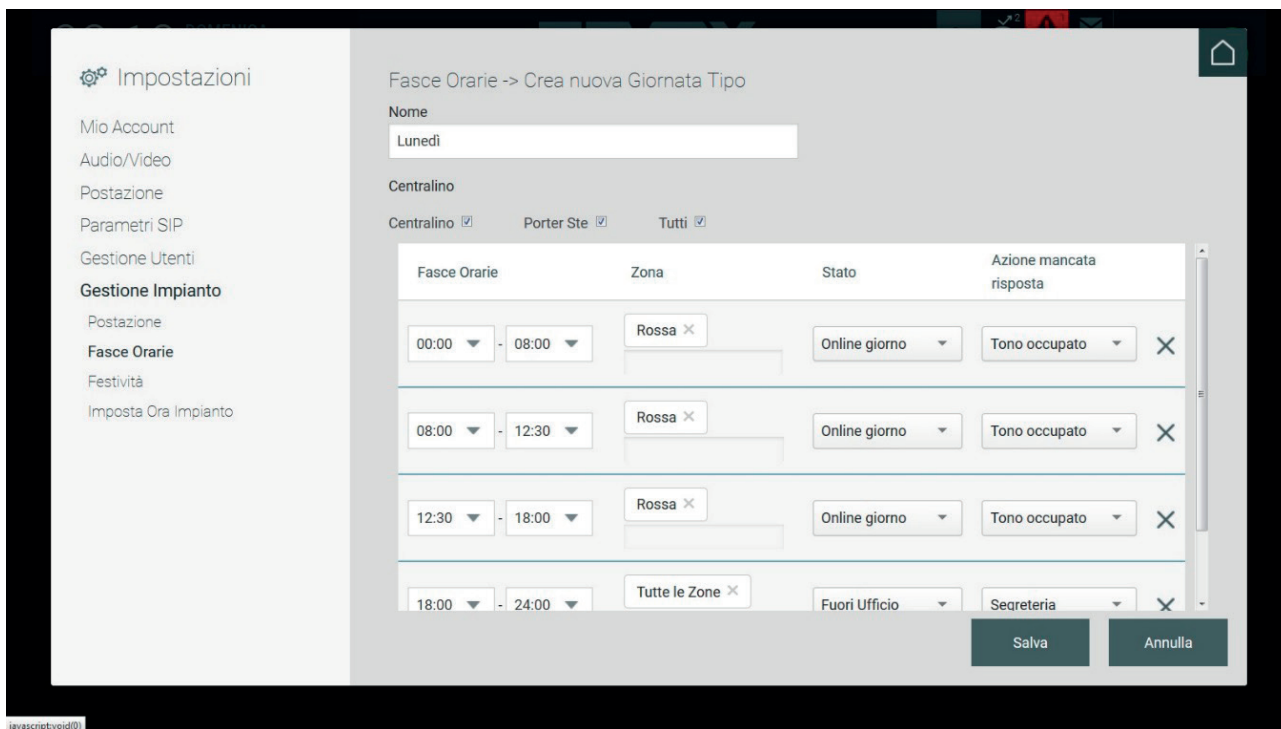 Impostazioni
Mio Account
Audio/Video
Postazione
Parametri SIP
Gestione Utenti
Gestione Impianto
Postazione
Fasce Orarie
Festività
Imposta Ora Impianto
Fasce Orarie -> Crea nuova Giornata Tipo
Nome
Lunedì
Centralino
Centralino Porter Ste Tutti
Fasce Orarie Zona Stato Azione mancata risposta
00:00 - 08:00 Rossa Online giorno Tono occupato
08:00 - 12:30 Rossa Online giorno Tono occupato
12:30 - 18:00 Rossa Online giorno Tono occupato
18:00 - 24:00 Tutte le Zone Fuori Ufficio Segreteria
Salva Annulla
javascript:void(0)